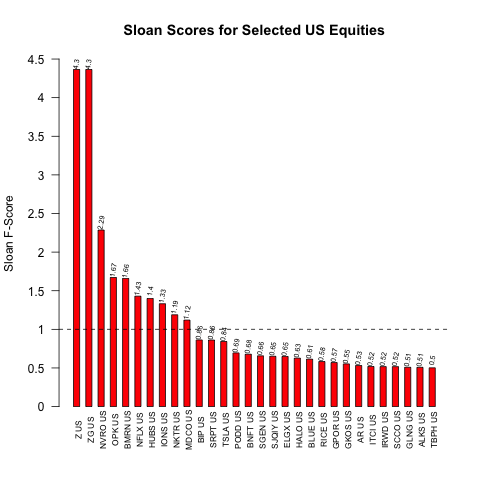 Sloan Scores for Selected US Equities
Sloan F-Score
4.5
4
3.5
3
2.5
2
1.5
1
0.5
0
4.3
4.3
2.29
1.67
1.66
1.43
1.4
1.33
1.19
1.12
0.86
0.86
0.84
0.69
0.68
0.66
0.65
0.65
0.63
0.61
0.58
0.57
0.55
0.53
0.52
0.52
0.52
0.51
0.51
0.5
Z US
ZG US
NVRO US
OPK US
BMRN US
NFLX US
HUBS US
IONS US
NKTR US
MDCO US
BIP US
SRPT US
TSLA US
PODD US
BNFT US
SGEN US
SJQIY US
ELGX US
HALO US
BLUE US
RICE US
GPOR US
GKOS US
AR US
ITCI US
IRWD US
SCCO US
GLNG US
ALKS US
TBPH US